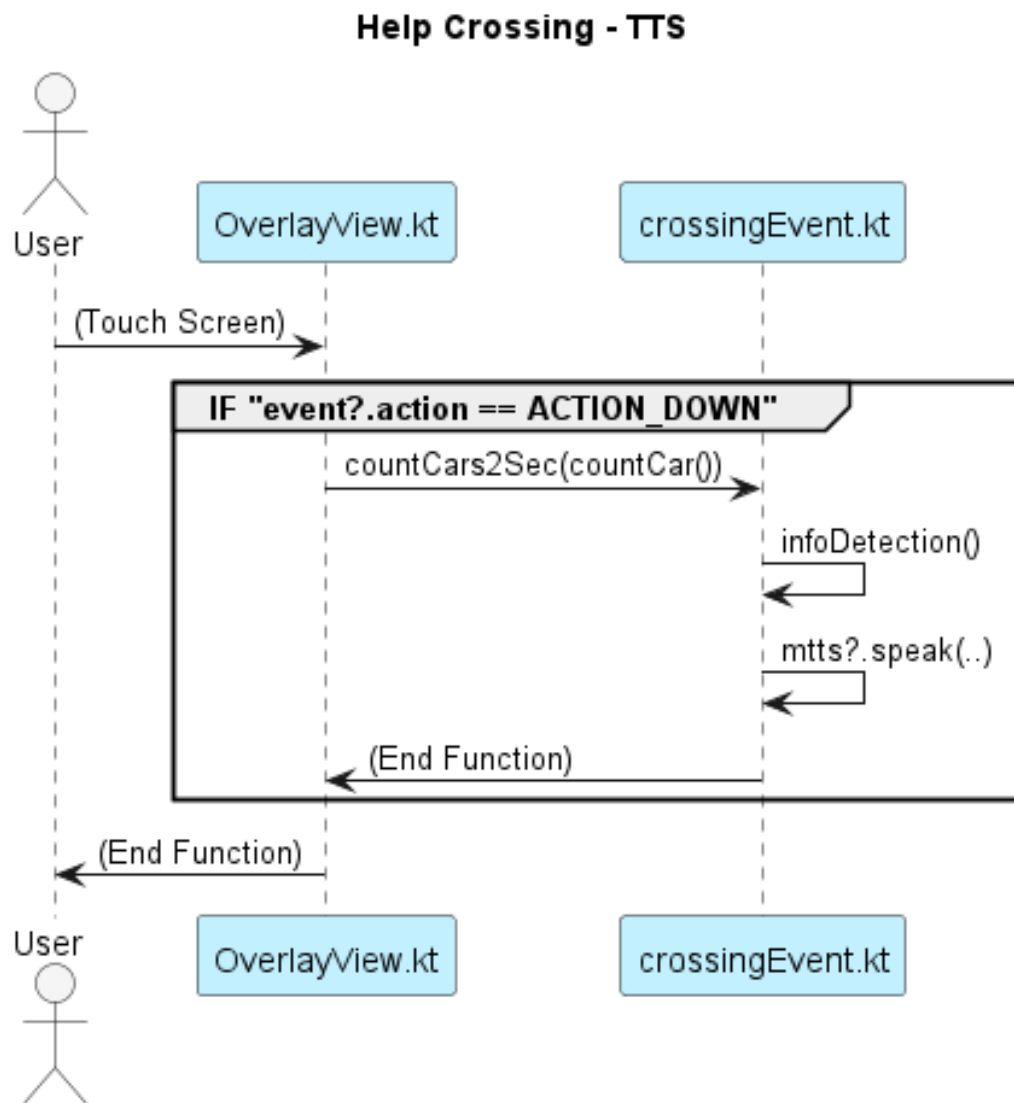 Help Crossing - TTS
User
OverlayView.kt
crossingEvent.kt
(Touch Screen)
IF "event?.action == ACTION_DOWN"
countCars2Sec(countCar())
infoDetection()
mtts?.speak(..)
(End Function)
(End Function)
User
OverlayView.kt
crossingEvent.kt